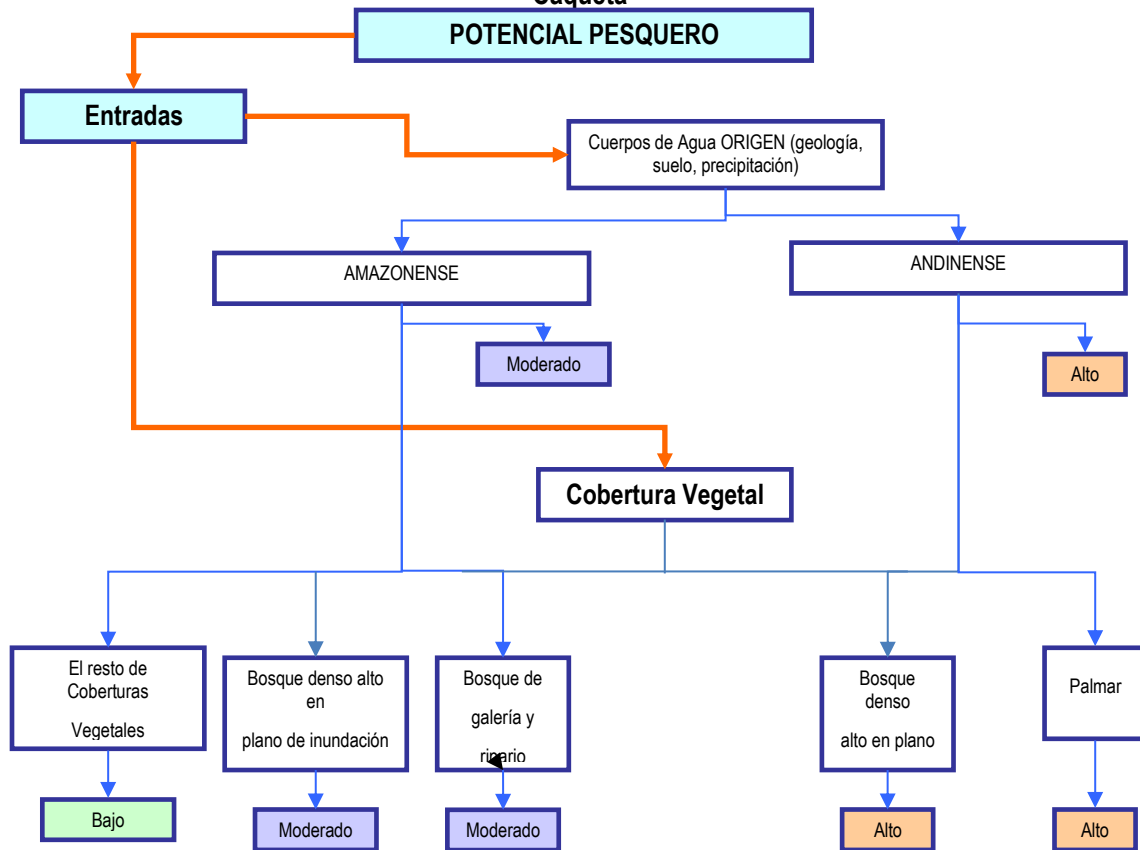 Caquetá
POTENCIAL PESQUERO
Entradas
Cuerpos de Agua ORIGEN (geología,
suelo, precipitación)
AMAZONENSE
ANDINENSE
Moderado
Alto
Cobertura Vegetal
El resto de
Coberturas
Vegetales
Bosque denso alto
en
plano de inundación
Bosque de
galería y
ripario
Bosque
denso
alto en plano
Palmar
Bajo
Moderado
Moderado
Alto
Alto